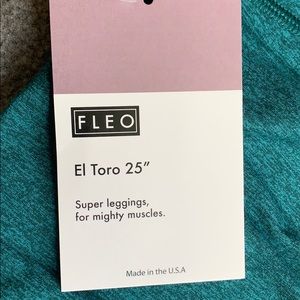 FLEO
El Toro 25”
Super leggings,
for mighty muscles.
Made in the U.S.A